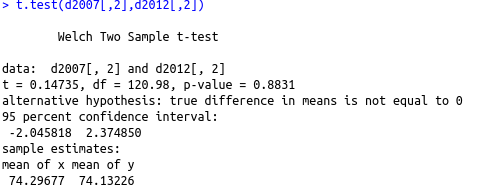 > t.test(d2007[,2],d2012[,2])
Welch Two Sample t-test
data:  d2007[, 2] and d2012[, 2]
t = 0.14735, df = 120.98, p-value = 0.8831
alternative hypothesis: true difference in means is not equal to 0
95 percent confidence interval:
-2.045818  2.374850
sample estimates:
mean of x mean of y
74.29677  74.13226